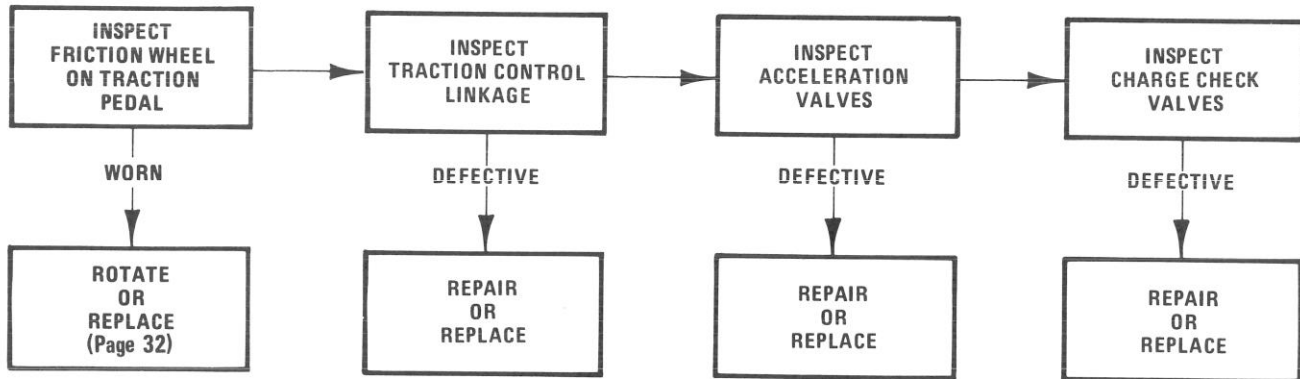 INSPECT
FRICTION WHEEL
ON TRACTION
PEDAL
INSPECT
TRACTION CONTROL
LINKAGE
INSPECT
ACCELERATION
VALVES
INSPECT
CHARGE CHECK
VALVES
WORN
DEFECTIVE
DEFECTIVE
DEFECTIVE
ROTATE
OR
REPLACE
(Page 32)
REPAIR
OR
REPLACE
REPAIR
OR
REPLACE
REPAIR
OR
REPLACE